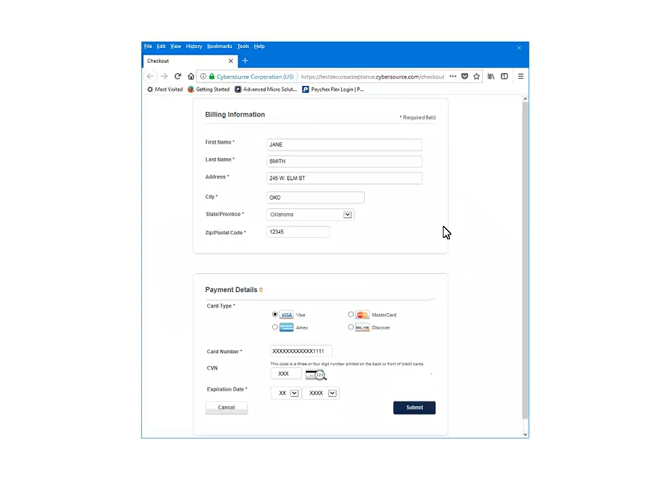 File Edit View History Bookmarks Tools Help
Checkout
Cybersource Corporation (US) https://testsecureacceptance.cybersource.com/checkout
Most Visited Getting Started Advanced Micro Solut... Paychex Flex Login | P...
Billing Information
* Required field
First Name * JANE
Last Name * SMITH
Address * 245 W. ELM ST
City * OKC
State/Province * Oklahoma
Zip/Postal Code * 12345
Payment Details
Card Type *
VISA Visa MasterCard
Amex Discover
Card Number * XXXXXXXXXXXX1111
This code is a three or four digit number printed on the back or front of credit cards.
CVN XXX
Expiration Date * XX XXXX
Cancel Submit